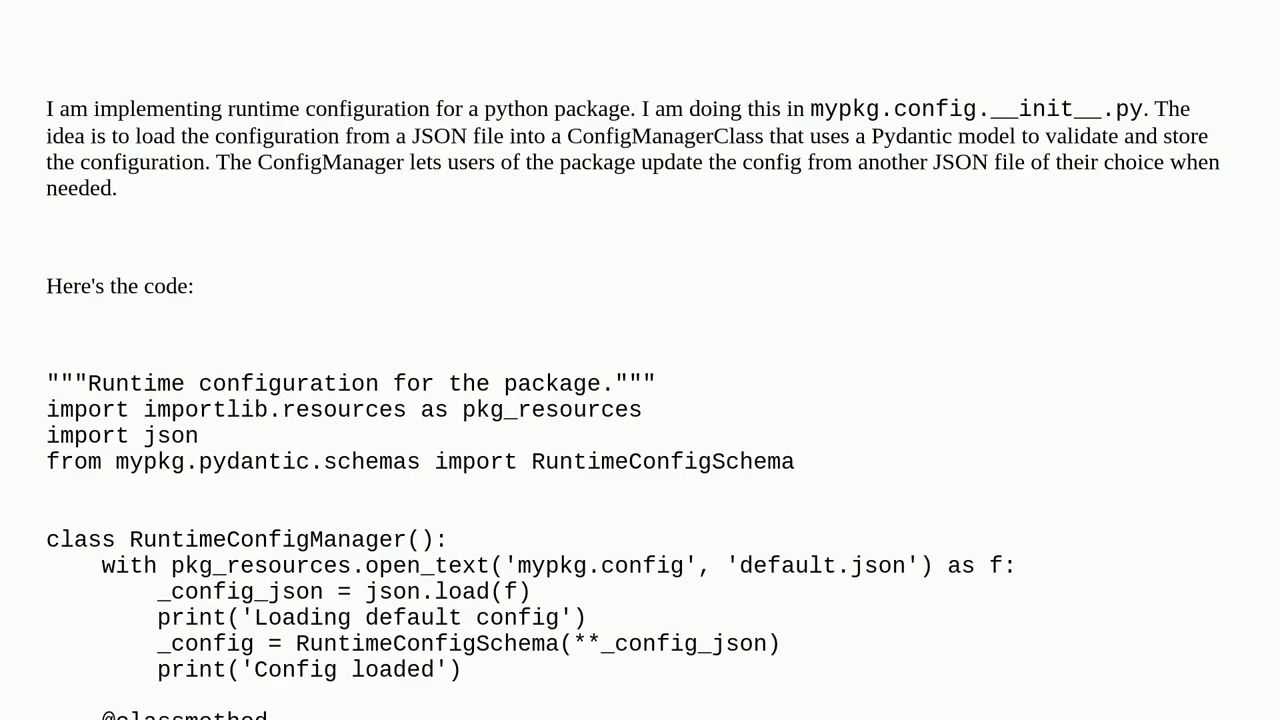 I am implementing runtime configuration for a python package. I am doing this in mypkg.config.__init__.py. The
idea is to load the configuration from a JSON file into a ConfigManagerClass that uses a Pydantic model to validate and store
the configuration. The ConfigManager lets users of the package update the config from another JSON file of their choice when
needed.
Here's the code:
"""Runtime configuration for the package."""
import importlib.resources as pkg_resources
import json
from mypkg.pydantic.schemas import RuntimeConfigSchema
class RuntimeConfigManager():
    with pkg_resources.open_text('mypkg.config', 'default.json') as f:
        _config_json = json.load(f)
        print('Loading default config')
        _config = RuntimeConfigSchema(**_config_json)
        print('Config loaded')
    @classmethod